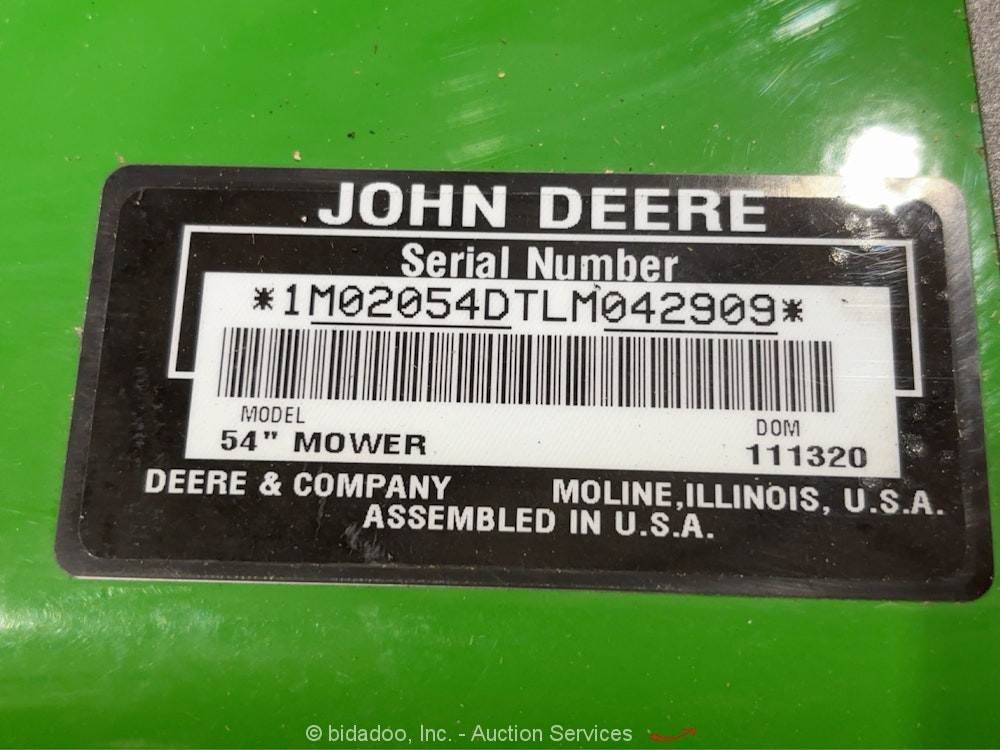 JOHN DEERE
Serial Number
*1M02054DTLM042909*
MODEL DOM
54" MOWER 111320
DEERE & COMPANY MOLINE, ILLINOIS, U.S.A.
ASSEMBLED IN U.S.A.
© bidadoo, Inc. - Auction Services